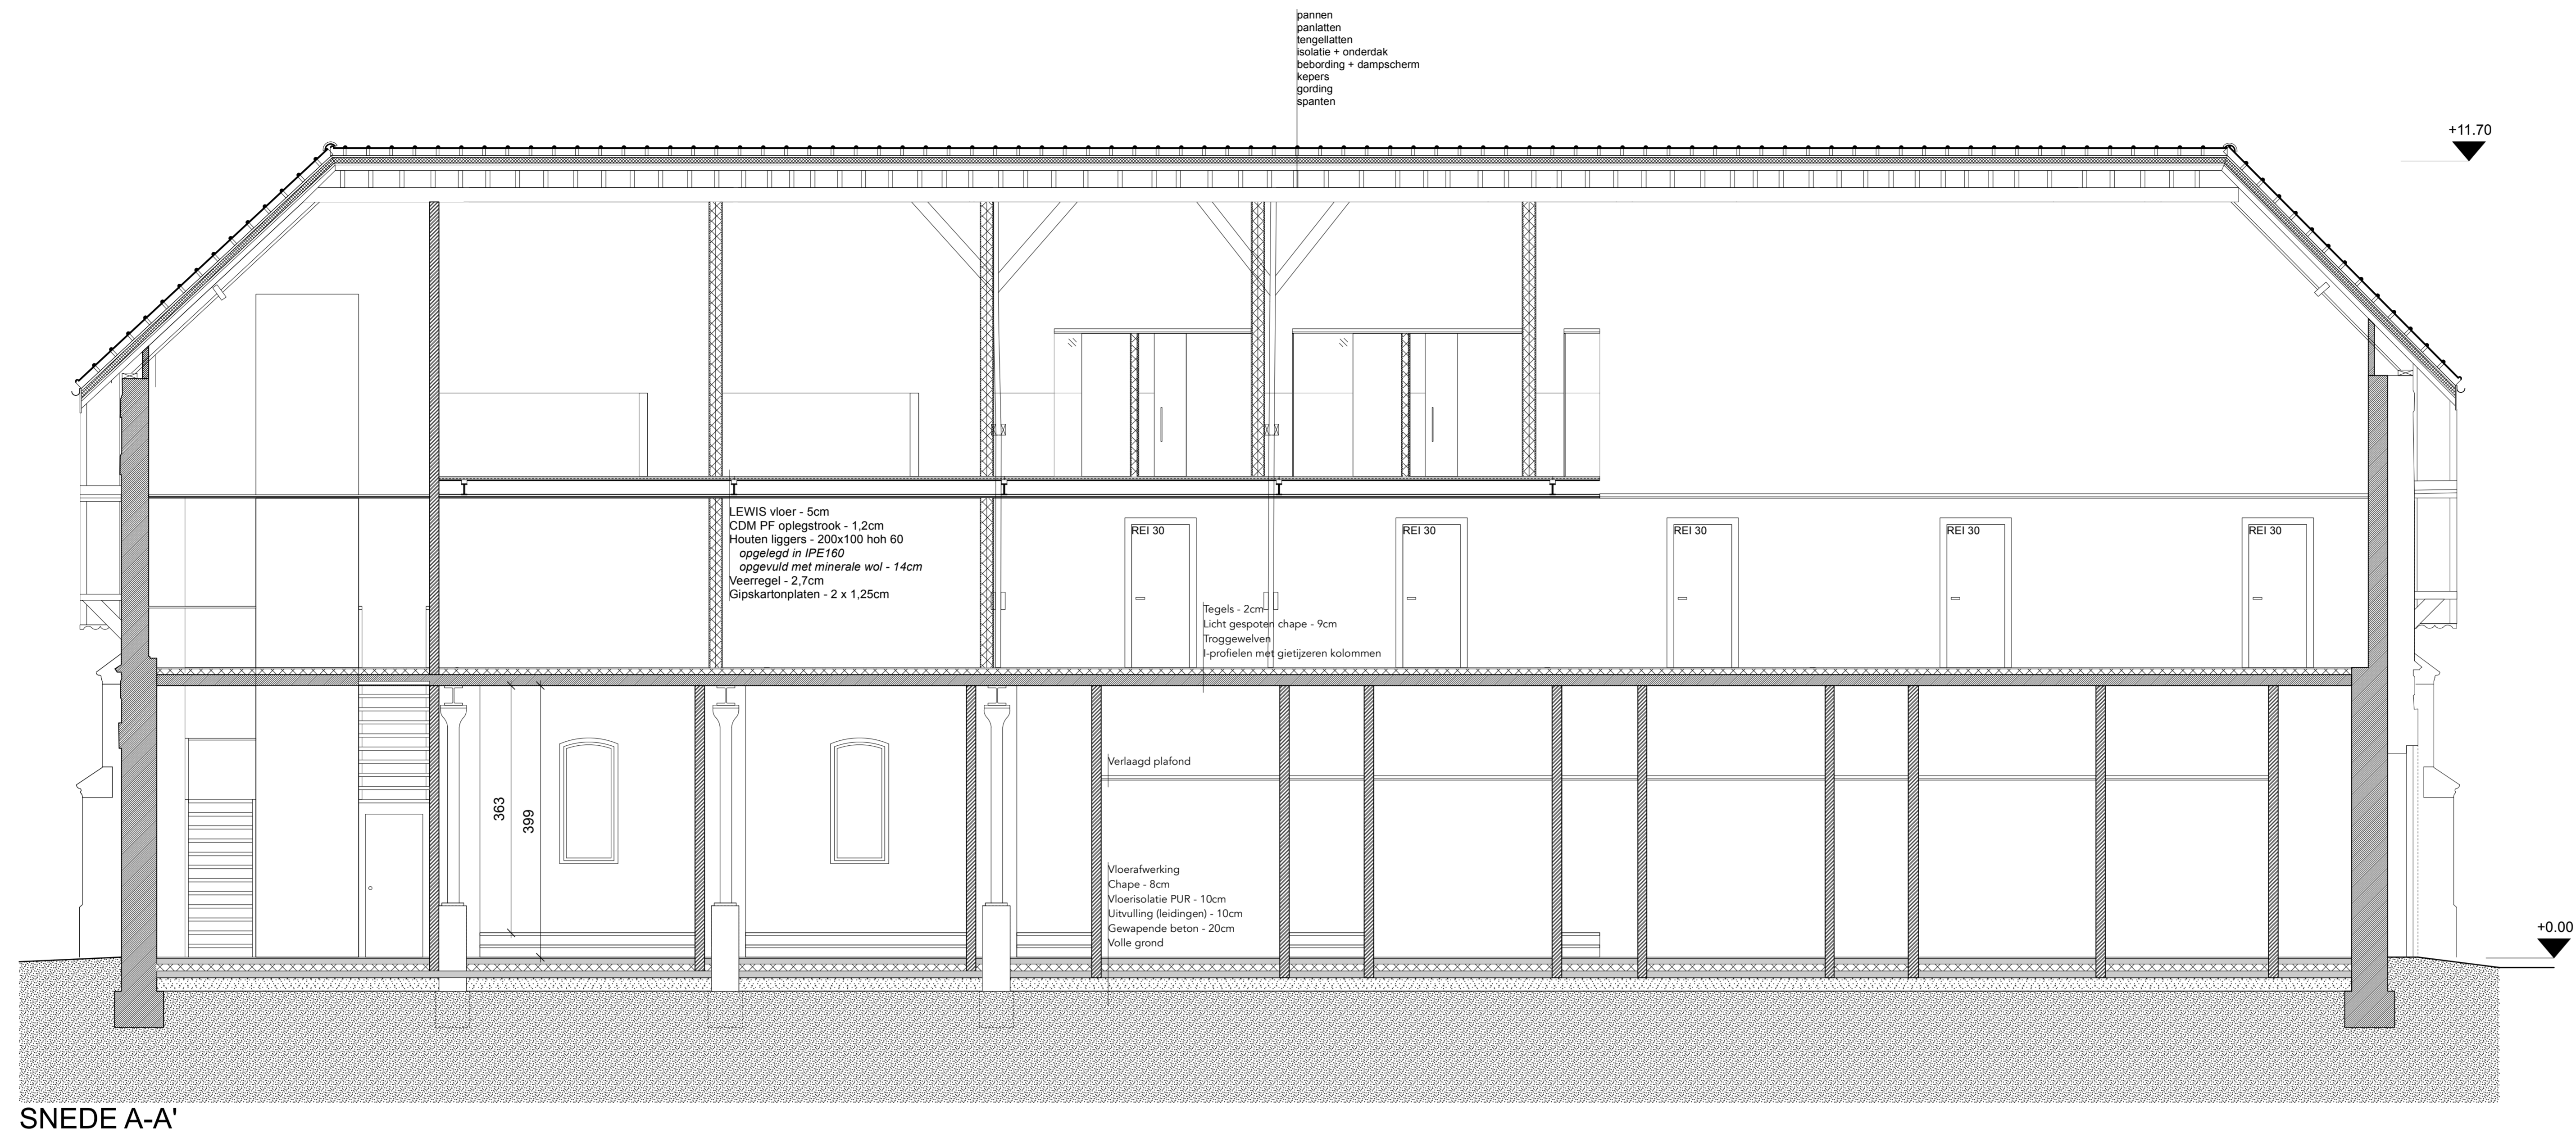 pannen
panlatten
tengellatten
isolatie + onderdak
bebording + dampscherm
kepers
gording
spanten
+11.70
LEWIS vloer - 5cm
CDM PF oplegstrook - 1,2cm
Houten liggers - 200x100 hoh 60
opgelegd in IPE160
opgevuld met minerale wol - 14cm
Veerregel - 2,7cm
Gipskartonplaten - 2 x 1,25cm
REI 30
REI 30
REI 30
REI 30
REI 30
Tegels - 2cm
Licht gespoten chape - 9cm
Troggewelven
I-profielen met gietijzeren kolommen
Verlaagd plafond
363
399
Vloerafwerking
Chape - 8cm
Vloerisolatie PUR - 10cm
Uitvulling (leidingen) - 10cm
Gewapende beton - 20cm
Volle grond
+0.00
SNEDE A-A'